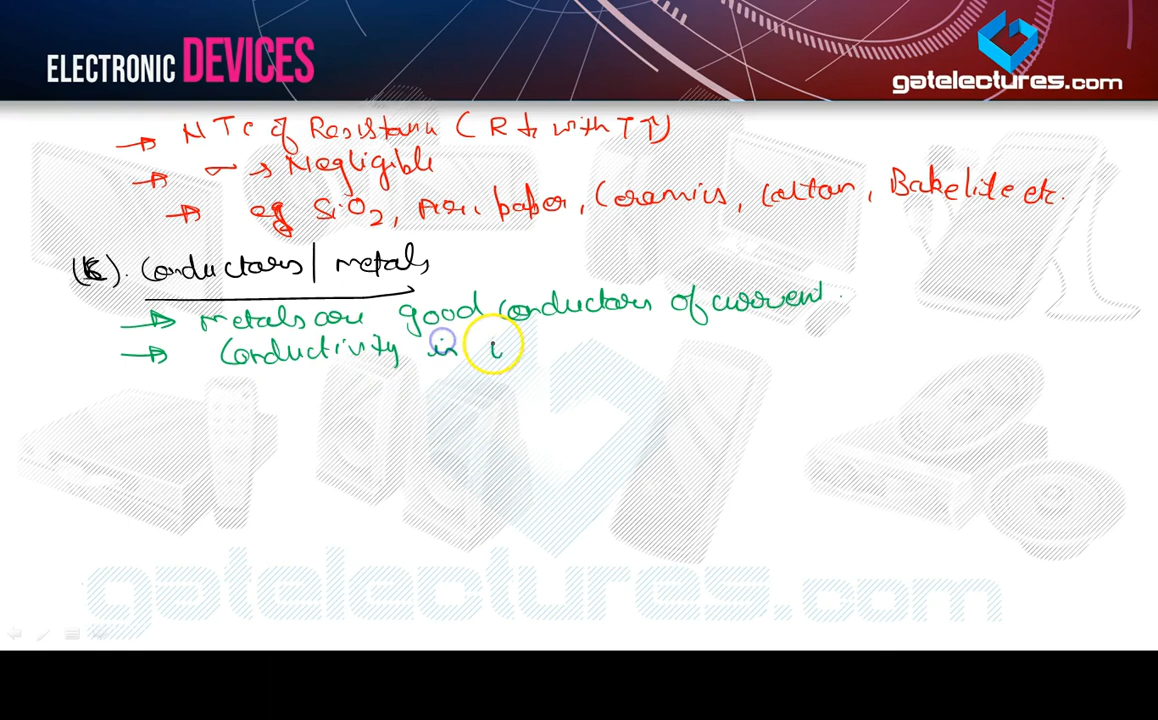 ELECTRONIC DEVICES
gatelectures.com
→ NTC of Resistance (R ↓ with T ↑)
→ σ → Negligible
→ eg SiO2, Air, paper, Ceramics, Cotton, Bakelite etc.
( ). Conductors | metals
→ Metals are good conductors of current.
→ Conductivity in
gatelectures.com